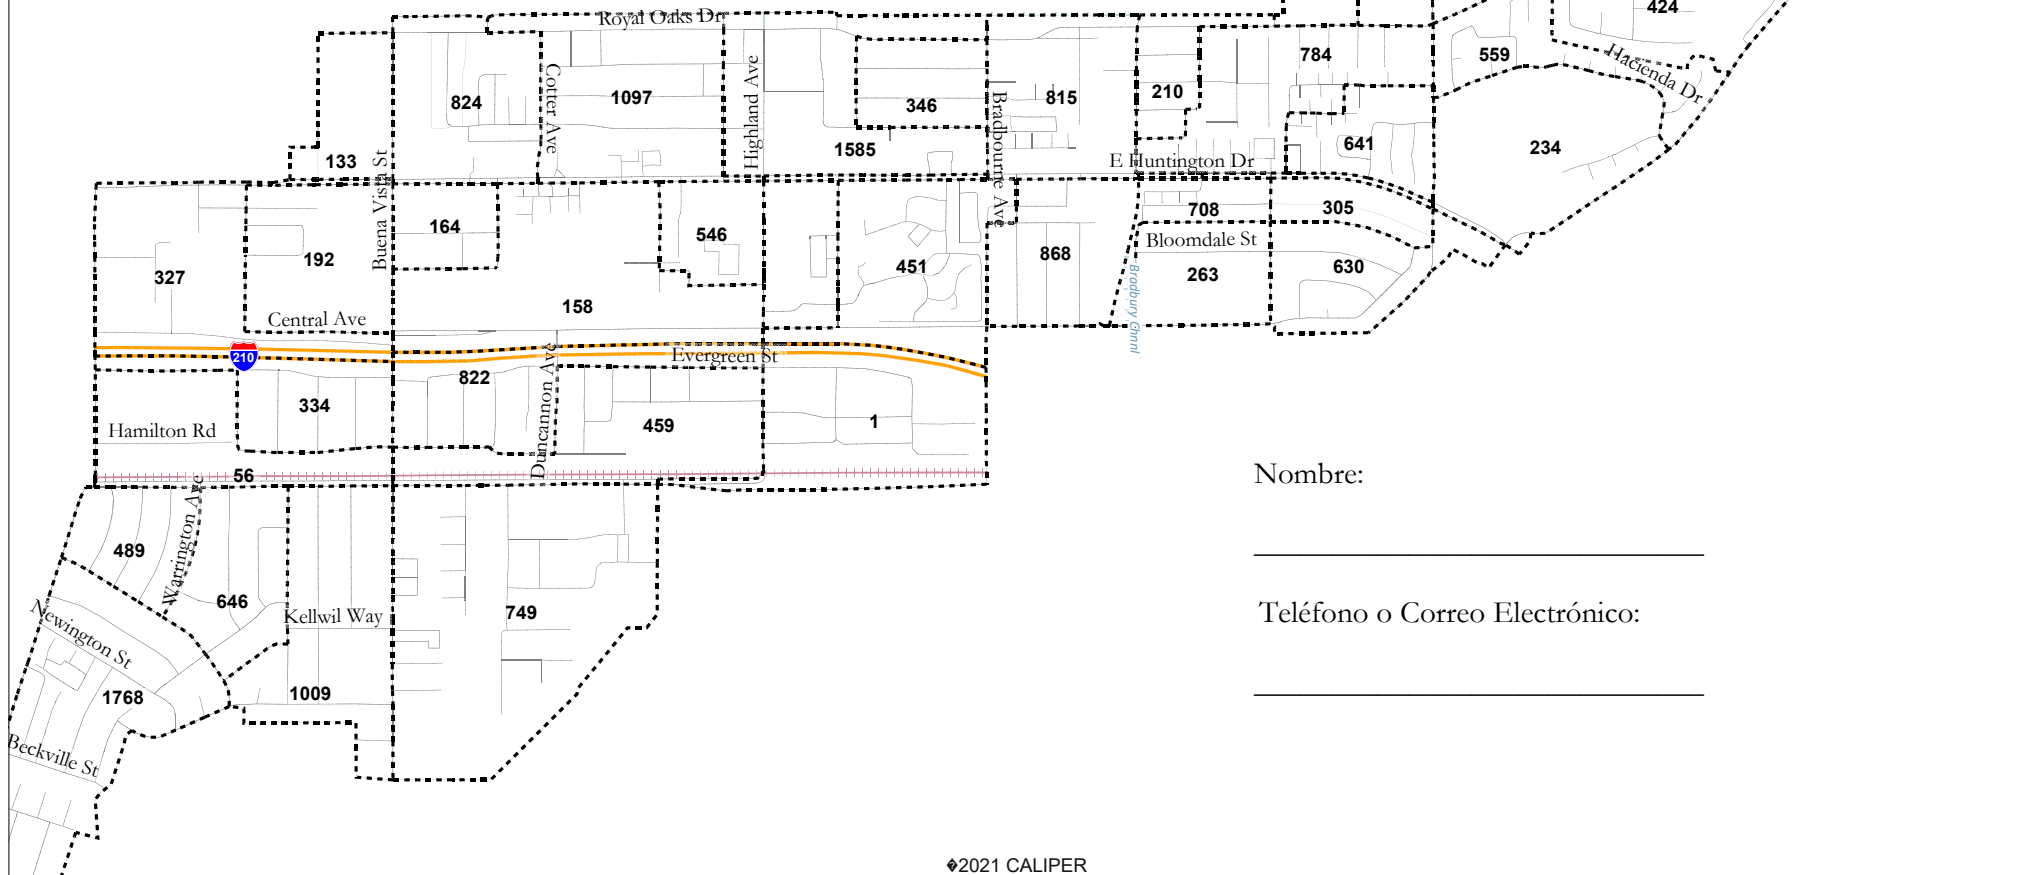 424
Royal Oaks Dr
784
559
Hacienda Dr
824
Cotter Ave
1097
Highland Ave
346
Bradbourne Ave
815
210
641
234
133
1585
E Huntington Dr
Buena Vista St
164
546
708
305
Bloomdale St
327
192
451
868
263
630
Bradbury Chnnl
158
Central Ave
210
Evergreen St
822
Duncannon Ave
334
459
1
Hamilton Rd
56
Nombre:
Warrington Ave
489
646
Kellwil Way
749
Teléfono o Correo Electrónico:
Newington St
1768
1009
Beckville St
�2021 CALIPER